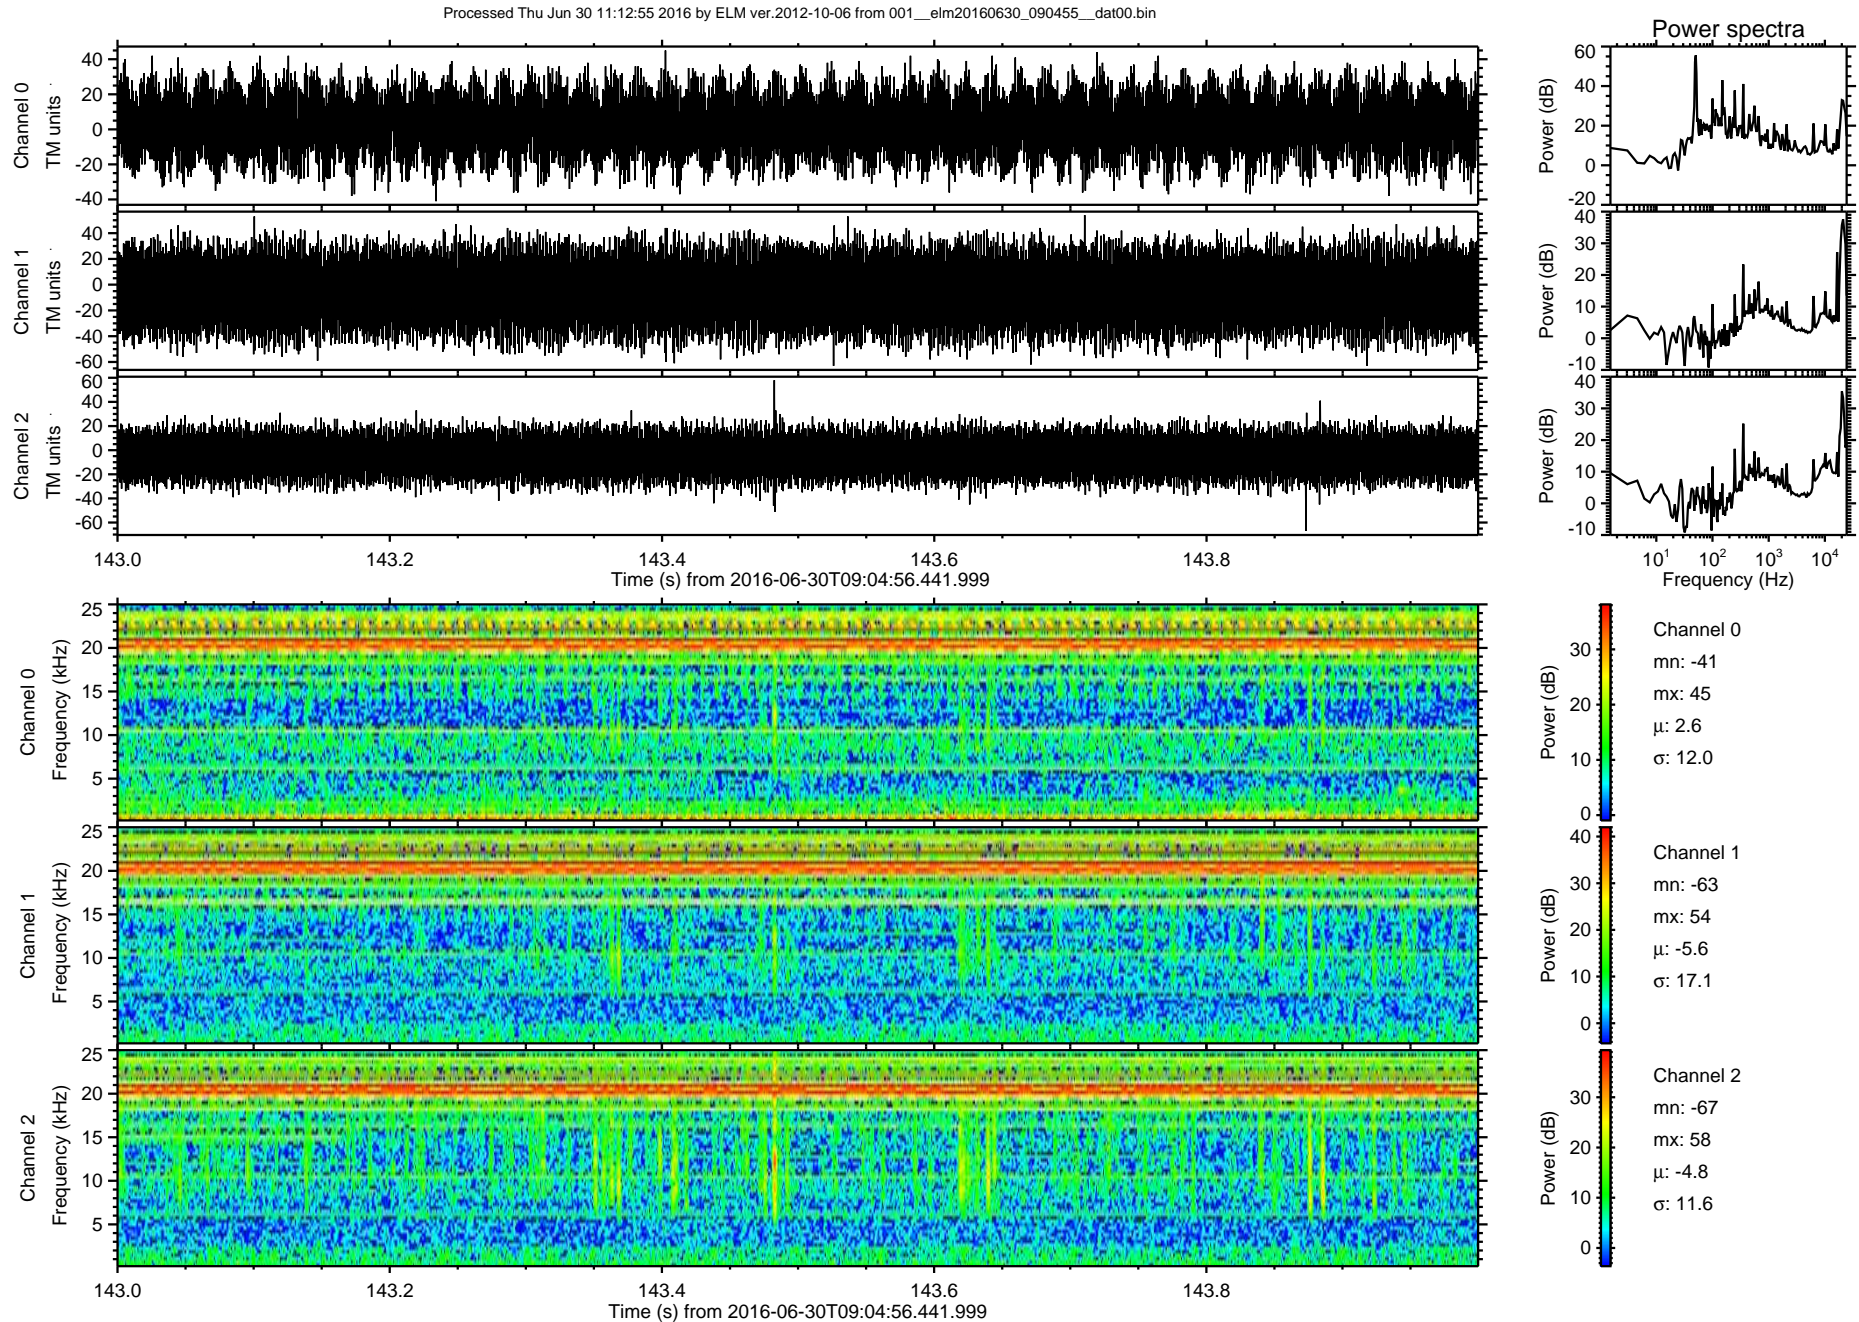 Processed Thu Jun 30 11:12:55 2016 by ELM ver.2012-10-06 from 001__elm20160630_090455__dat00.bin
Power spectra
Channel 0
TM units
40
20
0
-20
-40
Power (dB)
60
40
20
0
-20
Channel 1
TM units
40
20
0
-20
-40
-60
Power (dB)
40
30
20
10
0
-10
Channel 2
TM units
60
40
20
0
-20
-40
-60
Power (dB)
40
30
20
10
0
-10
143.0 143.2 143.4 143.6 143.8
Time (s) from 2016-06-30T09:04:56.441.999
10^1 10^2 10^3 10^4
Frequency (Hz)
Channel 0
Frequency (kHz)
25
20
15
10
5
Power (dB)
30
20
10
0
Channel 0
mn: -41
mx: 45
µ: 2.6
σ: 12.0
Channel 1
Frequency (kHz)
25
20
15
10
5
Power (dB)
40
30
20
10
0
Channel 1
mn: -63
mx: 54
µ: -5.6
σ: 17.1
Channel 2
Frequency (kHz)
25
20
15
10
5
Power (dB)
30
20
10
0
Channel 2
mn: -67
mx: 58
µ: -4.8
σ: 11.6
143.0 143.2 143.4 143.6 143.8
Time (s) from 2016-06-30T09:04:56.441.999